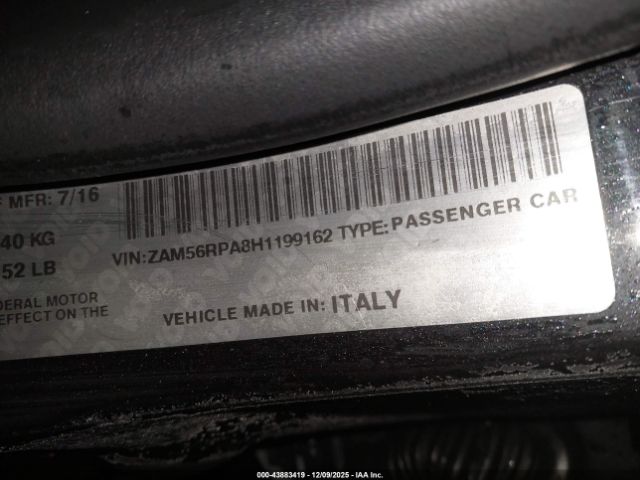 F MFR: 7/16
40 KG
52 LB
VIN:ZAM56RPA8H1199162 TYPE:PASSENGER CAR
DERAL MOTOR
EFFECT ON THE
VEHICLE MADE IN: ITALY
000-43883419 - 12/09/2025 - IAA Inc.